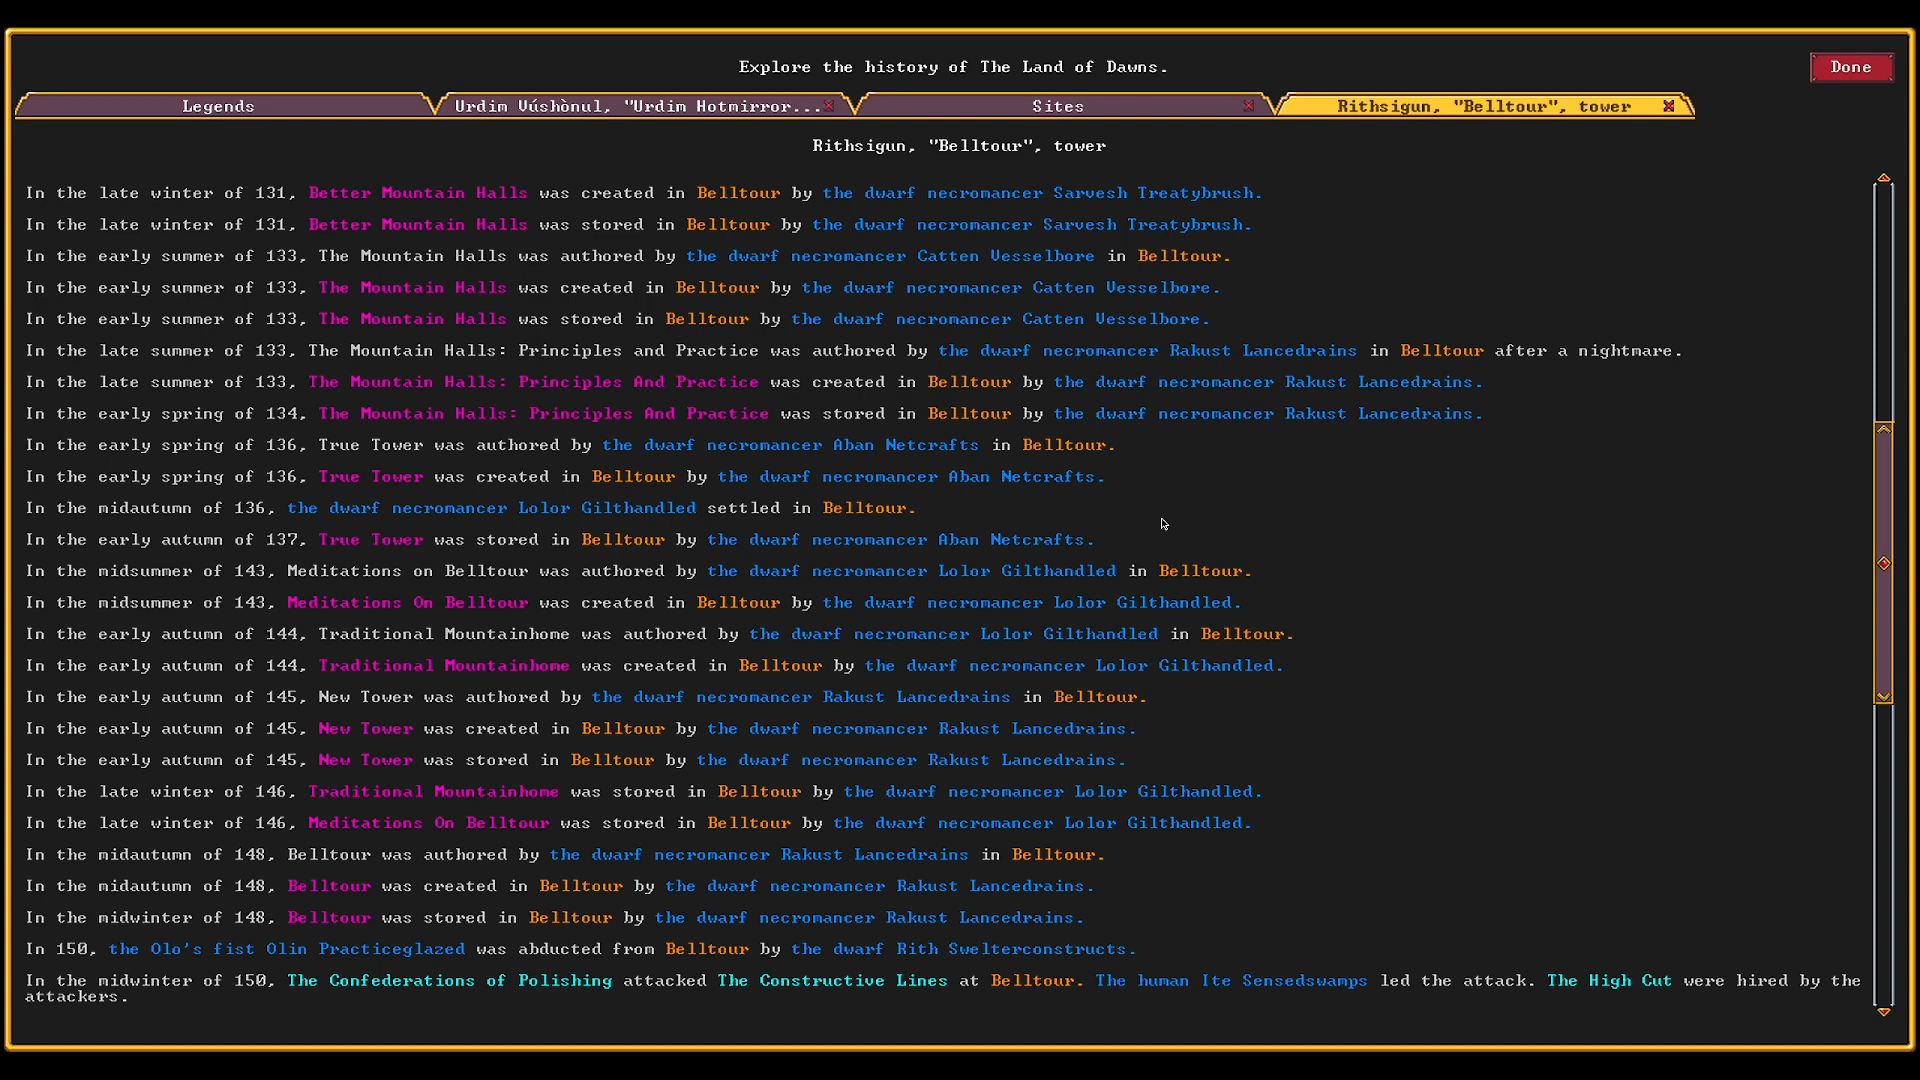 Explore the history of The Land of Dawns.
Done
Legends
Urdim Vúshònul, "Urdim Hotmirror...
Sites
Rithsigun, "Belltour", tower
Rithsigun, "Belltour", tower
In the late winter of 131, Better Mountain Halls was created in Belltour by the dwarf necromancer Sarvesh Treatybrush.
In the late winter of 131, Better Mountain Halls was stored in Belltour by the dwarf necromancer Sarvesh Treatybrush.
In the early summer of 133, The Mountain Halls was authored by the dwarf necromancer Catten Vesselbore in Belltour.
In the early summer of 133, The Mountain Halls was created in Belltour by the dwarf necromancer Catten Vesselbore.
In the early summer of 133, The Mountain Halls was stored in Belltour by the dwarf necromancer Catten Vesselbore.
In the late summer of 133, The Mountain Halls: Principles and Practice was authored by the dwarf necromancer Rakust Lancedrains in Belltour after a nightmare.
In the late summer of 133, The Mountain Halls: Principles And Practice was created in Belltour by the dwarf necromancer Rakust Lancedrains.
In the early spring of 134, The Mountain Halls: Principles And Practice was stored in Belltour by the dwarf necromancer Rakust Lancedrains.
In the early spring of 136, True Tower was authored by the dwarf necromancer Aban Netcrafts in Belltour.
In the early spring of 136, True Tower was created in Belltour by the dwarf necromancer Aban Netcrafts.
In the midautumn of 136, the dwarf necromancer Lolor Gilthandled settled in Belltour.
In the early autumn of 137, True Tower was stored in Belltour by the dwarf necromancer Aban Netcrafts.
In the midsummer of 143, Meditations on Belltour was authored by the dwarf necromancer Lolor Gilthandled in Belltour.
In the midsummer of 143, Meditations On Belltour was created in Belltour by the dwarf necromancer Lolor Gilthandled.
In the early autumn of 144, Traditional Mountainhome was authored by the dwarf necromancer Lolor Gilthandled in Belltour.
In the early autumn of 144, Traditional Mountainhome was created in Belltour by the dwarf necromancer Lolor Gilthandled.
In the early autumn of 145, New Tower was authored by the dwarf necromancer Rakust Lancedrains in Belltour.
In the early autumn of 145, New Tower was created in Belltour by the dwarf necromancer Rakust Lancedrains.
In the early autumn of 145, New Tower was stored in Belltour by the dwarf necromancer Rakust Lancedrains.
In the late winter of 146, Traditional Mountainhome was stored in Belltour by the dwarf necromancer Lolor Gilthandled.
In the late winter of 146, Meditations On Belltour was stored in Belltour by the dwarf necromancer Lolor Gilthandled.
In the midautumn of 148, Belltour was authored by the dwarf necromancer Rakust Lancedrains in Belltour.
In the midautumn of 148, Belltour was created in Belltour by the dwarf necromancer Rakust Lancedrains.
In the midwinter of 148, Belltour was stored in Belltour by the dwarf necromancer Rakust Lancedrains.
In 150, the Olo's fist Olin Practiceglazed was abducted from Belltour by the dwarf Rith Swelterconstructs.
In the midwinter of 150, The Confederations of Polishing attacked The Constructive Lines at Belltour. The human Ite Sensedswamps led the attack. The High Cut were hired by the
attackers.